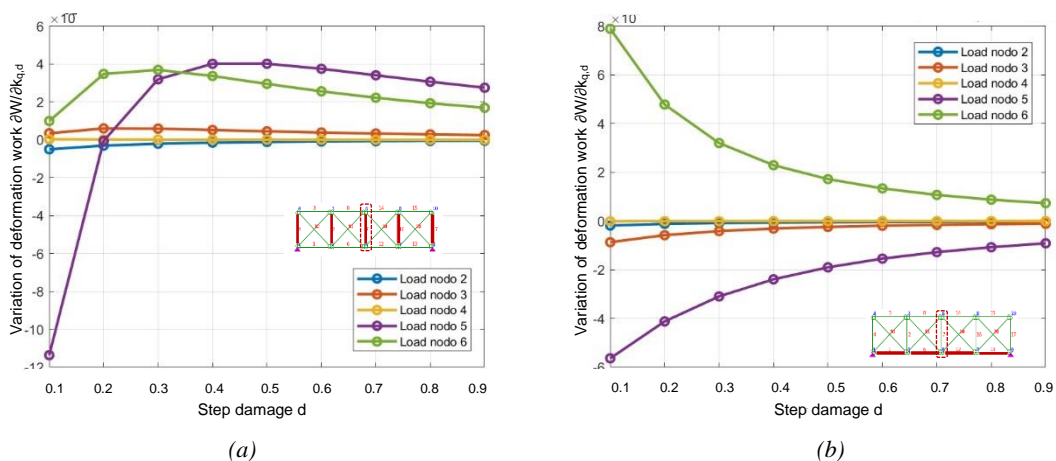 ×10
Variation of deformation work ∂W/∂k_q,d
6
4
2
0
-2
-4
-6
-8
-10
-12
0.1 0.2 0.3 0.4 0.5 0.6 0.7 0.8 0.9
Step damage d
Load nodo 2
Load nodo 3
Load nodo 4
Load nodo 5
Load nodo 6
(a)
×10
Variation of deformation work ∂W/∂k_q,d
8
6
4
2
0
-2
-4
-6
0.1 0.2 0.3 0.4 0.5 0.6 0.7 0.8 0.9
Step damage d
Load nodo 2
Load nodo 3
Load nodo 4
Load nodo 5
Load nodo 6
(b)